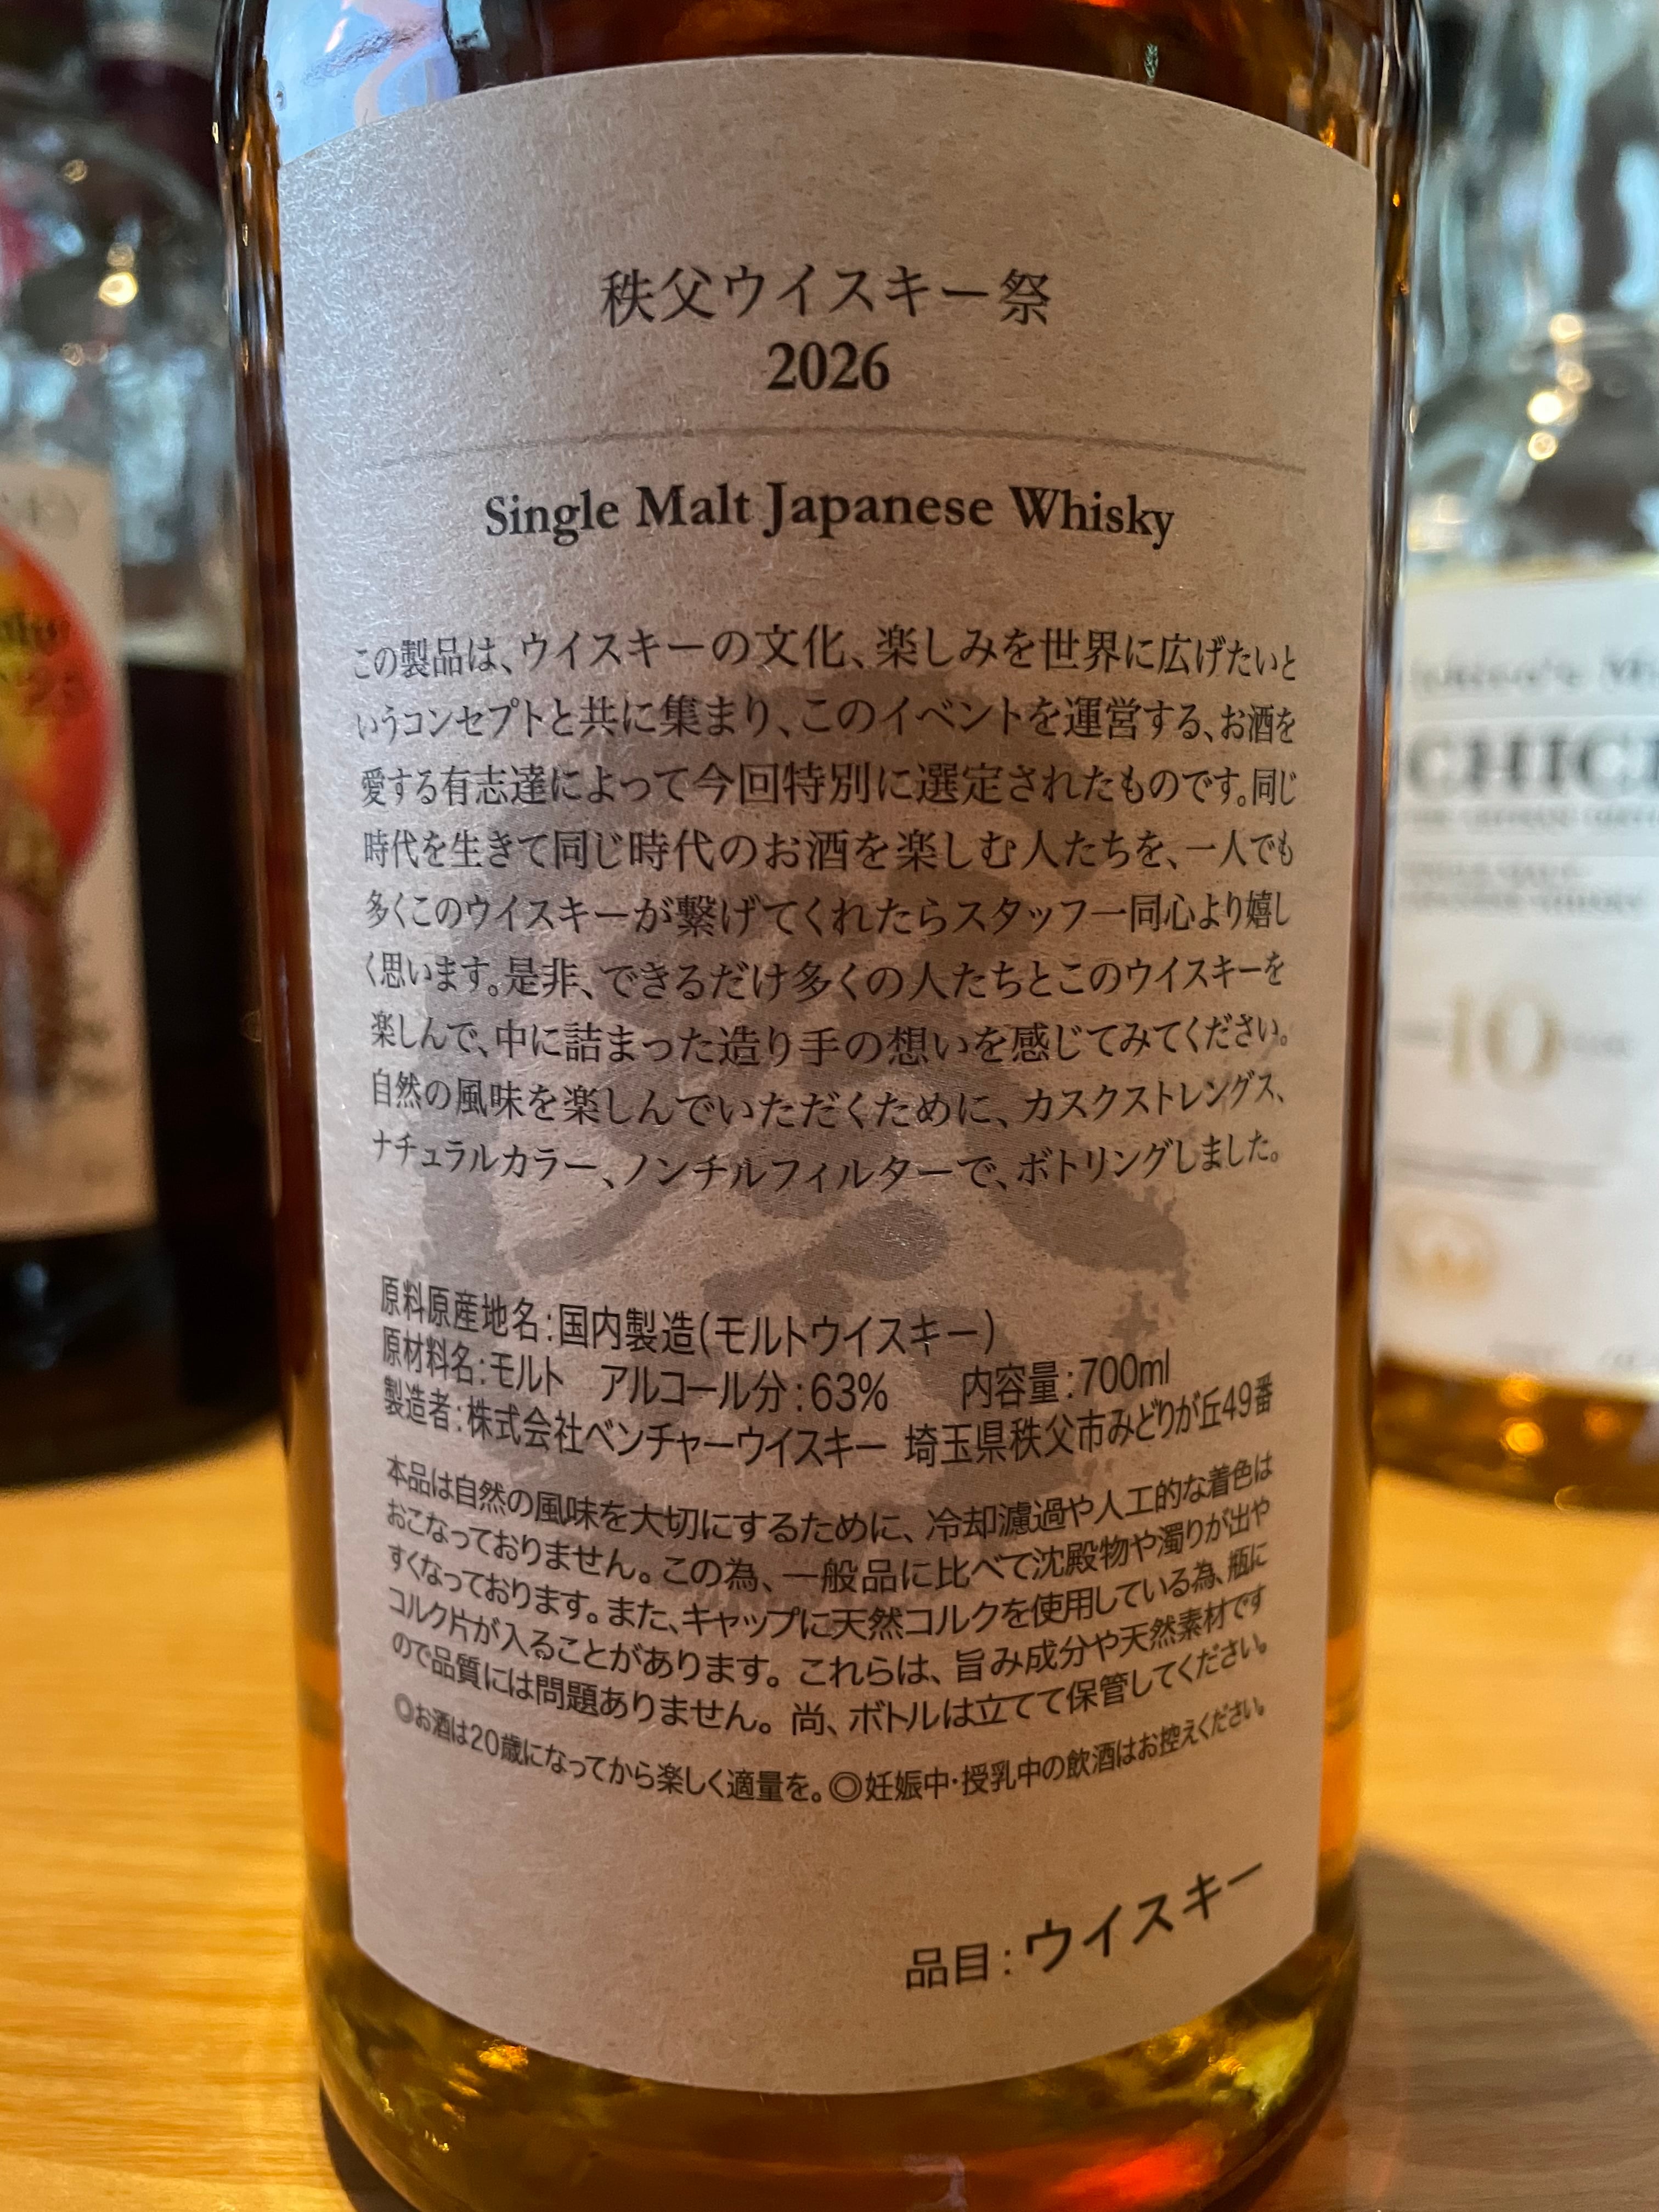 秩父ウイスキー祭
2026
Single Malt Japanese Whisky
この製品は、ウイスキーの文化、楽しみを世界に広げたいと
いうコンセプトと共に集まり、このイベントを運営する、お酒を
愛する有志達によって今回特別に選定されたものです。同じ
時代を生きて同じ時代のお酒を楽しむ人たちを、一人でも
多くこのウイスキーが繋げてくれたらスタッフ一同心より嬉し
く思います。是非、できるだけ多くの人たちとこのウイスキーを
楽しんで、中に詰まった造り手の想いを感じてみてください。
自然の風味を楽しんでいただくために、カスクストレングス、
ナチュラルカラー、ノンチルフィルターで、ボトリングしました。
原料原産地名:国内製造(モルトウイスキー)
原材料名:モルト アルコール分:63% 内容量:700ml
製造者:株式会社ベンチャーウイスキー 埼玉県秩父市みどりが丘49番
本品は自然の風味を大切にするために、冷却濾過や人工的な着色は
おこなっておりません。この為、一般品に比べて沈殿物や濁りが出や
すくなっております。また、キャップに天然コルクを使用している為、瓶に
コルク片が入ることがあります。これらは、旨み成分や天然素材です
ので品質には問題ありません。尚、ボトルは立てて保管してください。
◎お酒は20歳になってから楽しく適量を。◎妊娠中・授乳中の飲酒はお控えください。
品目:ウイスキー
CHIC
10